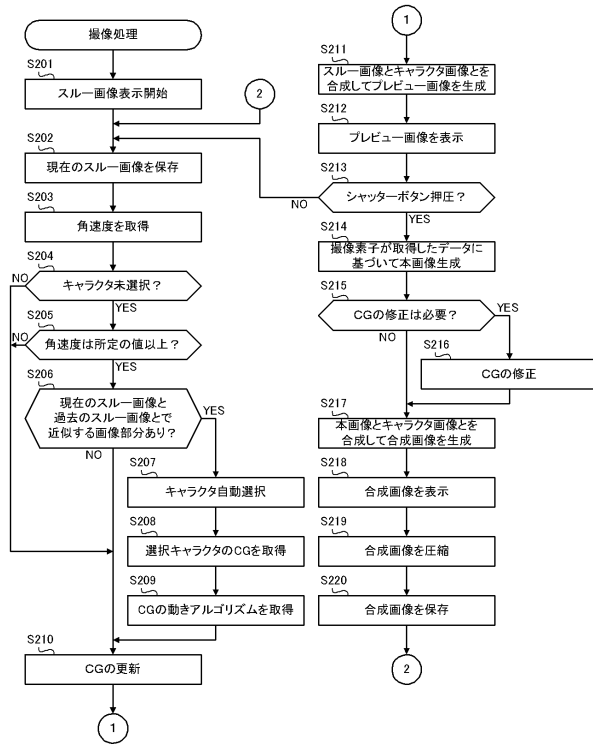 撮像処理
S201
スルー画像表示開始
2
S202
現在のスルー画像を保存
S203
角速度を取得
S204
キャラクタ未選択？
NO
YES
S205
角速度は所定の値以上？
NO
YES
S206
現在のスルー画像と
過去のスルー画像とで
近似する画像部分あり？
YES
NO
S207
キャラクタ自動選択
S208
選択キャラクタのCGを取得
S209
CGの動きアルゴリズムを取得
S210
CGの更新
1
1
S211
スルー画像とキャラクタ画像とを
合成してプレビュー画像を生成
S212
プレビュー画像を表示
S213
シャッターボタン押圧？
NO
YES
S214
撮像素子が取得したデータに
基づいて本画像生成
S215
CGの修正は必要？
YES
NO
S216
CGの修正
S217
本画像とキャラクタ画像とを
合成して合成画像を生成
S218
合成画像を表示
S219
合成画像を圧縮
S220
合成画像を保存
2